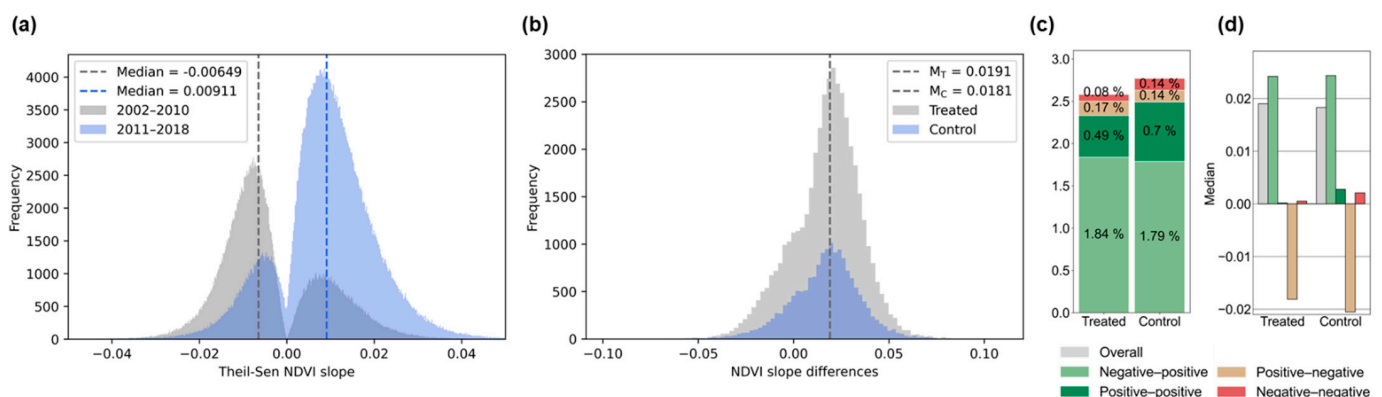 (a)
Median = -0.00649
Median = 0.00911
2002–2010
2011–2018
4000
3500
3000
2500
2000
1500
1000
500
0
Frequency
−0.04
−0.02
0.00
0.02
0.04
Theil-Sen NDVI slope
(b)
M_T = 0.0191
M_C = 0.0181
Treated
Control
3000
2500
2000
1500
1000
500
0
Frequency
−0.10
−0.05
0.00
0.05
0.10
NDVI slope differences
(c)
3.0
2.5
2.0
1.5
1.0
0.5
0.0
0.08 %
0.17 %
0.49 %
1.84 %
0.14 %
0.14 %
0.7 %
1.79 %
Treated
Control
(d)
0.02
0.01
0.00
−0.01
−0.02
Median
Treated
Control
Overall
Negative–positive
Positive–positive
Positive–negative
Negative–negative